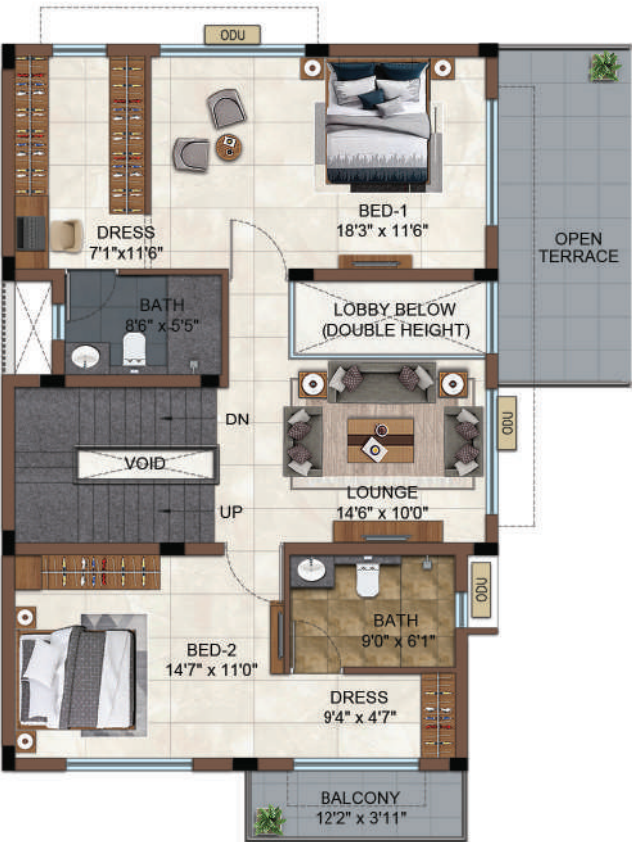 ODU
BED-1
18'3" x 11'6"
DRESS
7'1"x11'6"
OPEN
TERRACE
BATH
8'6" x 5'5"
LOBBY BELOW
(DOUBLE HEIGHT)
DN
ODU
VOID
LOUNGE
14'6" x 10'0"
UP
ODU
BATH
9'0" x 6'1"
BED-2
14'7" x 11'0"
DRESS
9'4" x 4'7"
BALCONY
12'2" x 3'11"